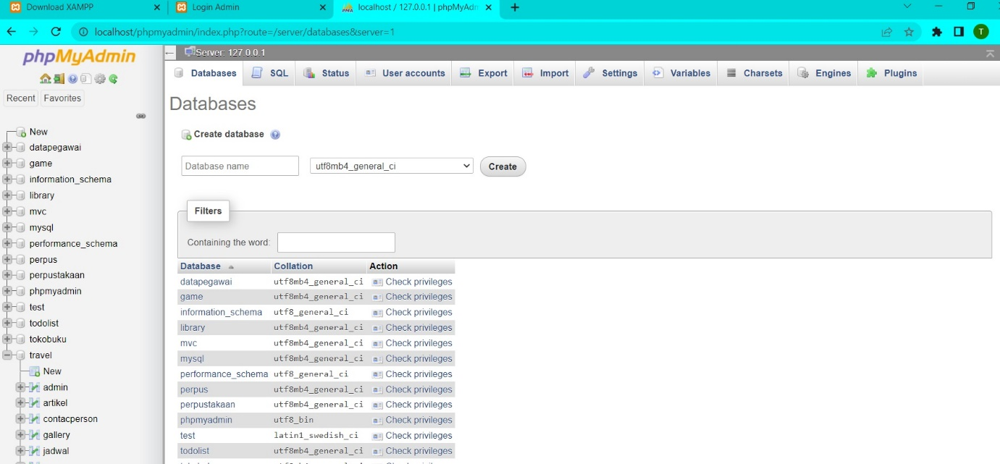 Download XAMPP
Login Admin
localhost / 127.0.0.1 | phpMyAdm
localhost/phpmyadmin/index.php?route=/server/databases&server=1
T
phpMyAdmin
Recent Favorites
New
datapegawai
game
information_schema
library
mvc
mysql
performance_schema
perpus
perpustakaan
phpmyadmin
test
todolist
tokobuku
travel
New
admin
artikel
contacperson
gallery
jadwal
Server: 127.0.0.1
Databases SQL Status User accounts Export Import Settings Variables Charsets Engines Plugins
Databases
Create database
Database name utf8mb4_general_ci Create
Filters
Containing the word:
Database Collation Action
datapegawai utf8mb4_general_ci Check privileges
game utf8mb4_general_ci Check privileges
information_schema utf8_general_ci Check privileges
library utf8mb4_general_ci Check privileges
mvc utf8mb4_general_ci Check privileges
mysql utf8mb4_general_ci Check privileges
performance_schema utf8_general_ci Check privileges
perpus utf8mb4_general_ci Check privileges
perpustakaan utf8mb4_general_ci Check privileges
phpmyadmin utf8_bin Check privileges
test latin1_swedish_ci Check privileges
todolist utf8mb4_general_ci Check privileges